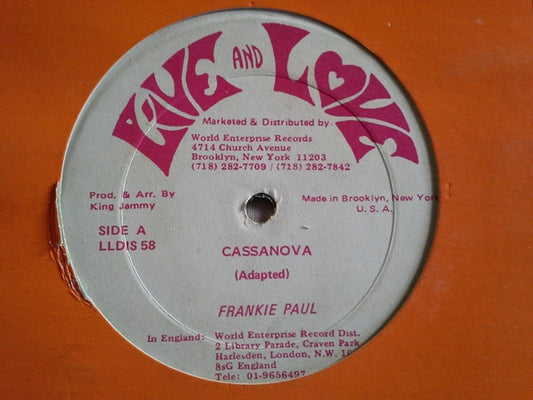 LIVE AND LOVE
Marketed & Distributed by
World Enterprise Records
4714 Church Avenue
Brooklyn, New York 11203
(718) 282-7709 / (718) 282-7842
Prod. & Arr. By
King Jammy
Made in Brooklyn, New York
U. S. A.
SIDE A
LLDIS 58
CASSANOVA
(Adapted)
FRANKIE PAUL
In England: World Enterprise Record Dist.
2 Library Parade, Craven Park
Harlesden, London, N.W. 10
8sG England
Tele: 01-9656497